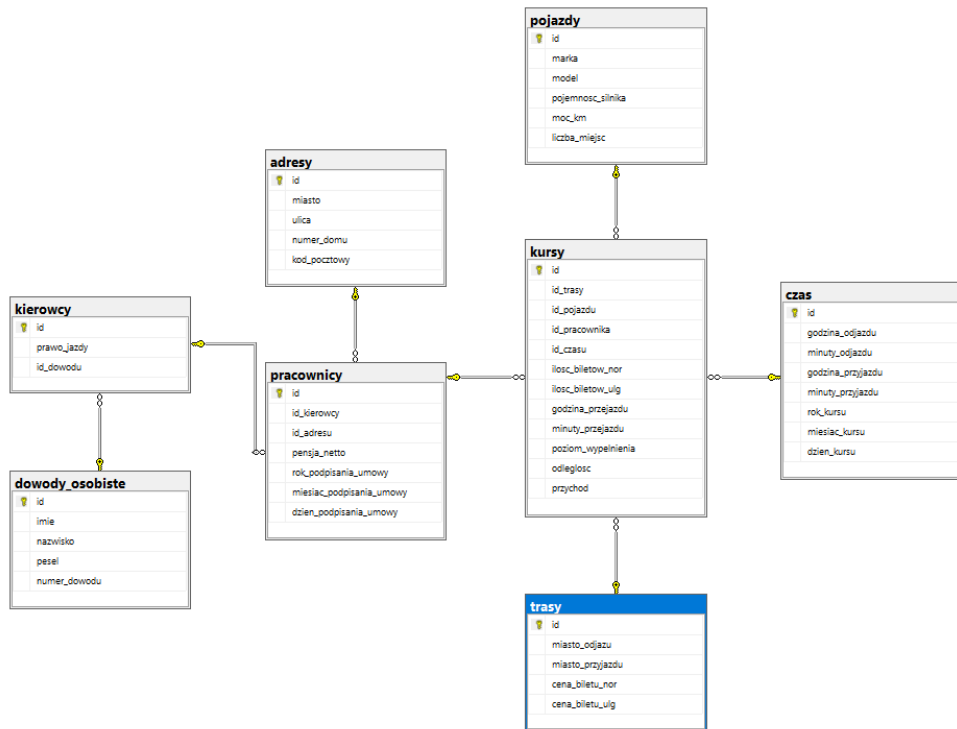 pojazdy
id
marka
model
pojemnosc_silnika
moc_km
liczba_miejsc
adresy
id
miasto
ulica
numer_domu
kod_pocztowy
kursy
id
id_trasy
id_pojazdu
id_pracownika
id_czasu
ilosc_biletow_nor
ilosc_biletow_ulg
godzina_przejazdu
minuty_przejazdu
poziom_wypelnienia
odleglosc
przychod
czas
id
godzina_odjazdu
minuty_odjazdu
godzina_przyjazdu
minuty_przyjazdu
rok_kursu
miesiac_kursu
dzien_kursu
kierowcy
id
prawo_jazdy
id_dowodu
pracownicy
id
id_kierowcy
id_adresu
pensja_netto
rok_podpisania_umowy
miesiac_podpisania_umowy
dzien_podpisania_umowy
dowody_osobiste
id
imie
nazwisko
pesel
numer_dowodu
trasy
id
miasto_odjazu
miasto_przyjazdu
cena_biletu_nor
cena_biletu_ulg